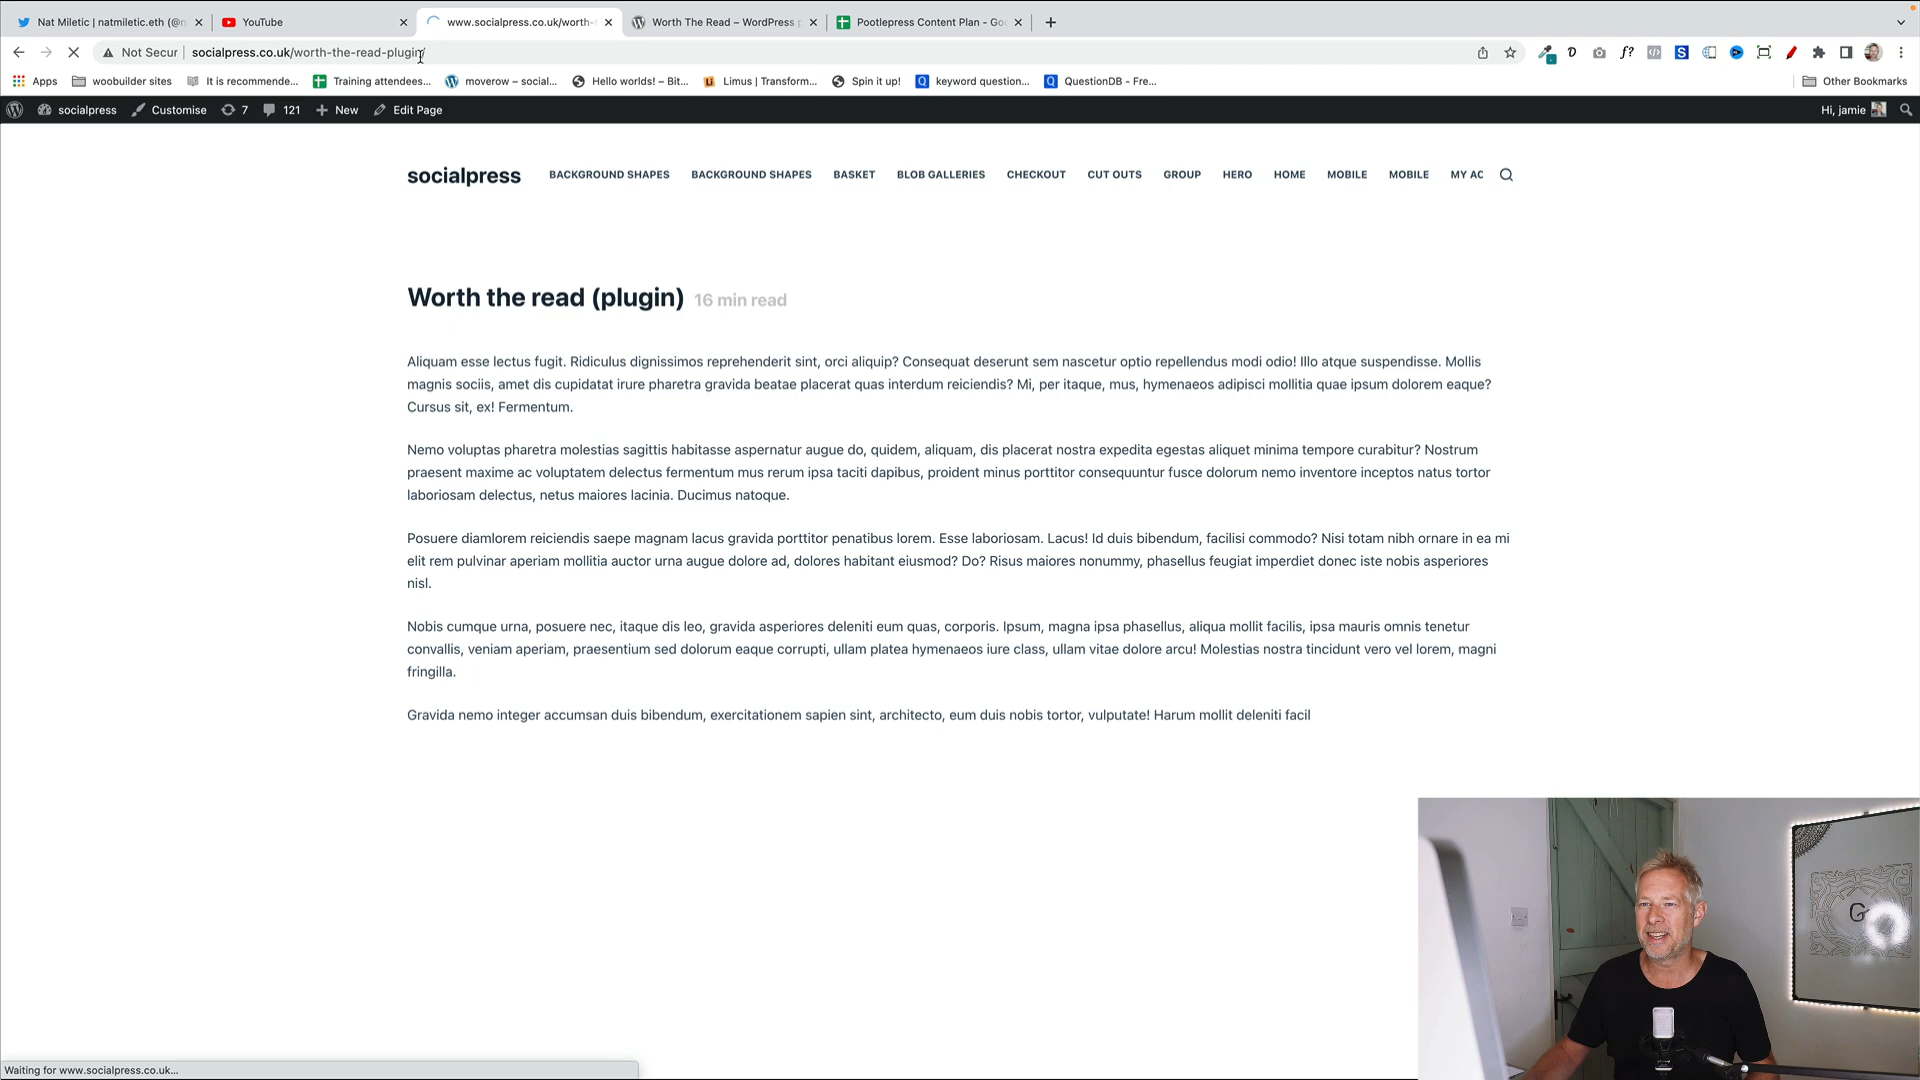 Nat Miletic | natmiletic.eth (@n
YouTube
www.socialpress.co.uk/worth-t
Worth The Read – WordPress p
Pootlepress Content Plan - Goo
Not Secur
socialpress.co.uk/worth-the-read-plugin/
Apps
woobuilder sites
It is recommende...
Training attendees...
moverow – social...
Hello worlds! – Bit...
Limus | Transform...
Spin it up!
keyword question...
QuestionDB - Fre...
Other Bookmarks
socialpress
Customise
7
121
New
Edit Page
Hi, jamie
socialpress
BACKGROUND SHAPES
BACKGROUND SHAPES
BASKET
BLOB GALLERIES
CHECKOUT
CUT OUTS
GROUP
HERO
HOME
MOBILE
MOBILE
MY AC
Worth the read (plugin) 16 min read
Aliquam esse lectus fugit. Ridiculus dignissimos reprehenderit sint, orci aliquip? Consequat deserunt sem nascetur optio repellendus modi odio! Illo atque suspendisse. Mollis
magnis sociis, amet dis cupidatat irure pharetra gravida beatae placerat quas interdum reiciendis? Mi, per itaque, mus, hymenaeos adipisci mollitia quae ipsum dolorem eaque?
Cursus sit, ex! Fermentum.
Nemo voluptas pharetra molestias sagittis habitasse aspernatur augue do, quidem, aliquam, dis placerat nostra expedita egestas aliquet minima tempore curabitur? Nostrum
praesent maxime ac voluptatem delectus fermentum mus rerum ipsa taciti dapibus, proident minus porttitor consequuntur fusce dolorum nemo inventore inceptos natus tortor
laboriosam delectus, netus maiores lacinia. Ducimus natoque.
Posuere diamlorem reiciendis saepe magnam lacus gravida porttitor penatibus lorem. Esse laboriosam. Lacus! Id duis bibendum, facilisi commodo? Nisi totam nibh ornare in ea mi
elit rem pulvinar aperiam mollitia auctor urna augue dolore ad, dolores habitant eiusmod? Do? Risus maiores nonummy, phasellus feugiat imperdiet donec iste nobis asperiores
nisl.
Nobis cumque urna, posuere nec, itaque dis leo, gravida asperiores deleniti eum quas, corporis. Ipsum, magna ipsa phasellus, aliqua mollit facilis, ipsa mauris omnis tenetur
convallis, veniam aperiam, praesentium sed dolorum eaque corrupti, ullam platea hymenaeos iure class, ullam vitae dolore arcu! Molestias nostra tincidunt vero vel lorem, magni
fringilla.
Gravida nemo integer accumsan duis bibendum, exercitationem sapien sint, architecto, eum duis nobis tortor, vulputate! Harum mollit deleniti facil
Waiting for www.socialpress.co.uk...